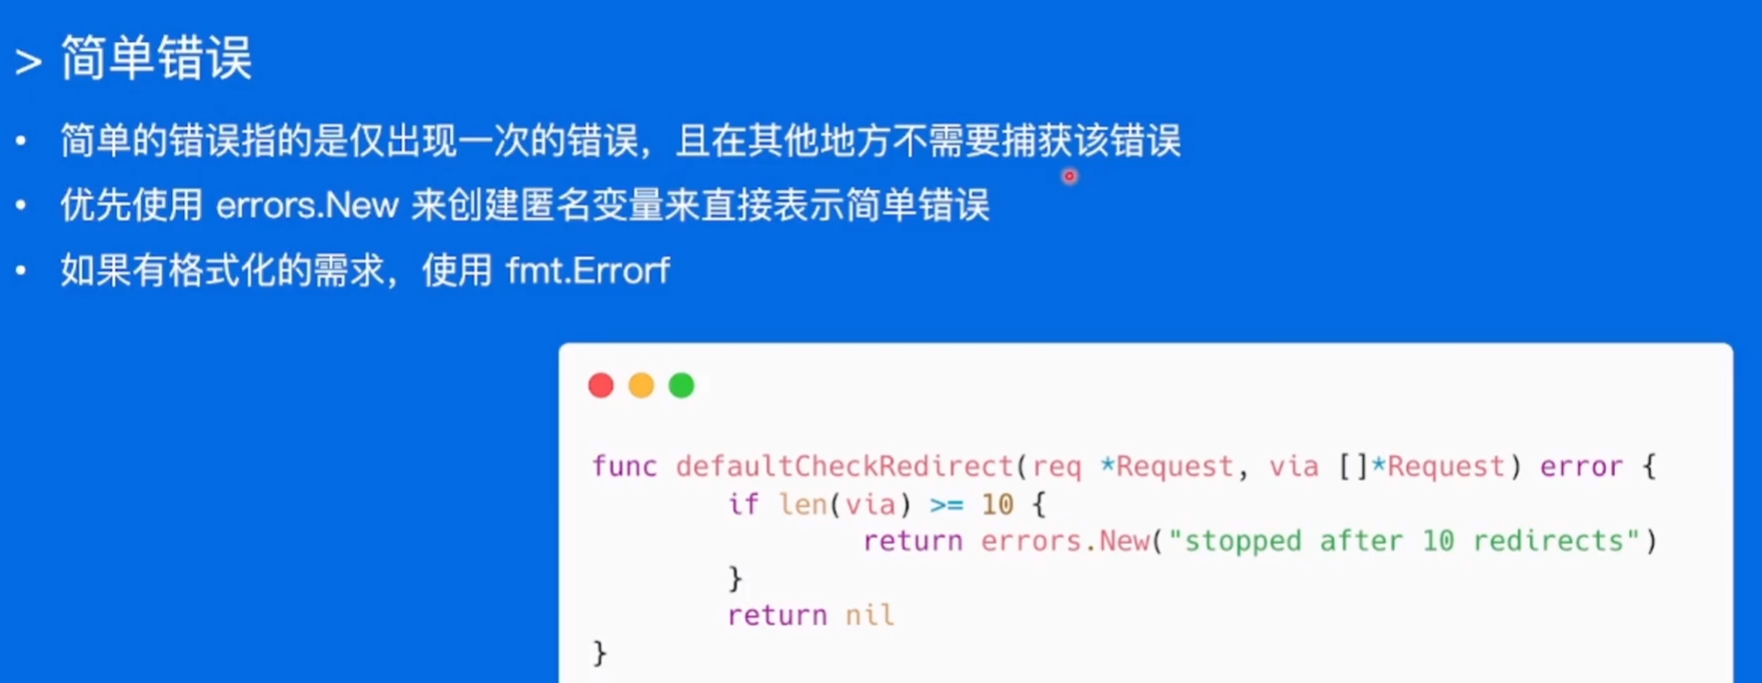 > 简单错误
• 简单的错误指的是仅出现一次的错误，且在其他地方不需要捕获该错误
• 优先使用 errors.New 来创建匿名变量来直接表示简单错误
• 如果有格式化的需求，使用 fmt.Errorf
func defaultCheckRedirect(req *Request, via []*Request) error {
        if len(via) >= 10 {
                return errors.New("stopped after 10 redirects")
        }
        return nil
}